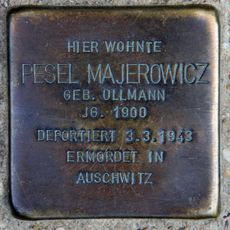 HIER WOHNTE
PESEL MAJEROWICZ
GEB. OLLMANN
JG. 1900
DEPORTIERT 3.3.1943
ERMORDET IN
AUSCHWITZ